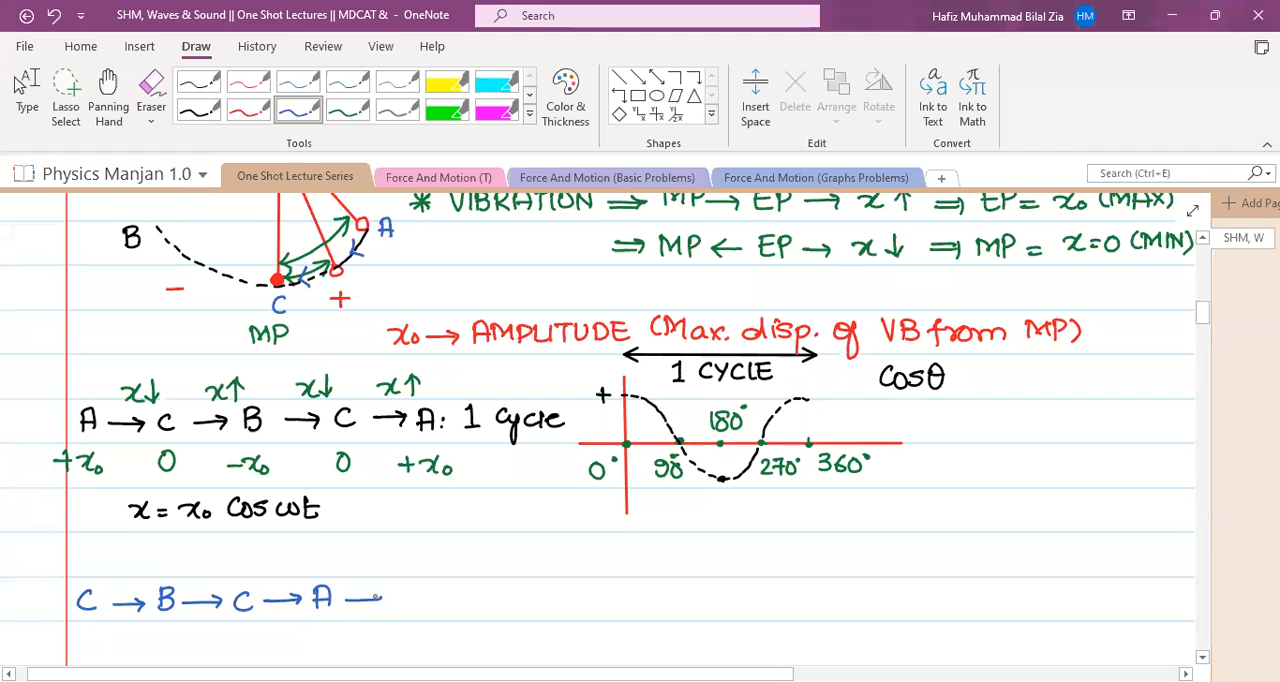 SHM, Waves & Sound || One Shot Lectures || MDCAT & - OneNote
Search
Hafiz Muhammad Bilal Zia HM
File Home Insert Draw History Review View Help
Type Lasso Select Panning Hand Eraser Color & Thickness Insert Space Delete Arrange Rotate Ink to Text Ink to Math
Tools Shapes Edit Convert
Physics Manjan 1.0 One Shot Lecture Series Force And Motion (T) Force And Motion (Basic Problems) Force And Motion (Graphs Problems) Search (Ctrl+E)
Add Pag
SHM, W
* VIBRATION ⇒ MP → EP → x↑ ⇒ EP = x₀ (MAX)
⇒ MP ← EP → x↓ ⇒ MP = x=0 (MIN)
B A
- C +
MP
x₀ → AMPLITUDE (Max. disp. of VB from MP)
1 CYCLE Cosθ
x↓ x↑ x↓ x↑
A → C → B → C → A: 1 Cycle
+x₀ 0 -x₀ 0 +x₀
x = x₀ Cos ωt
+
180°
0° 90° 270° 360°
C → B → C → A —